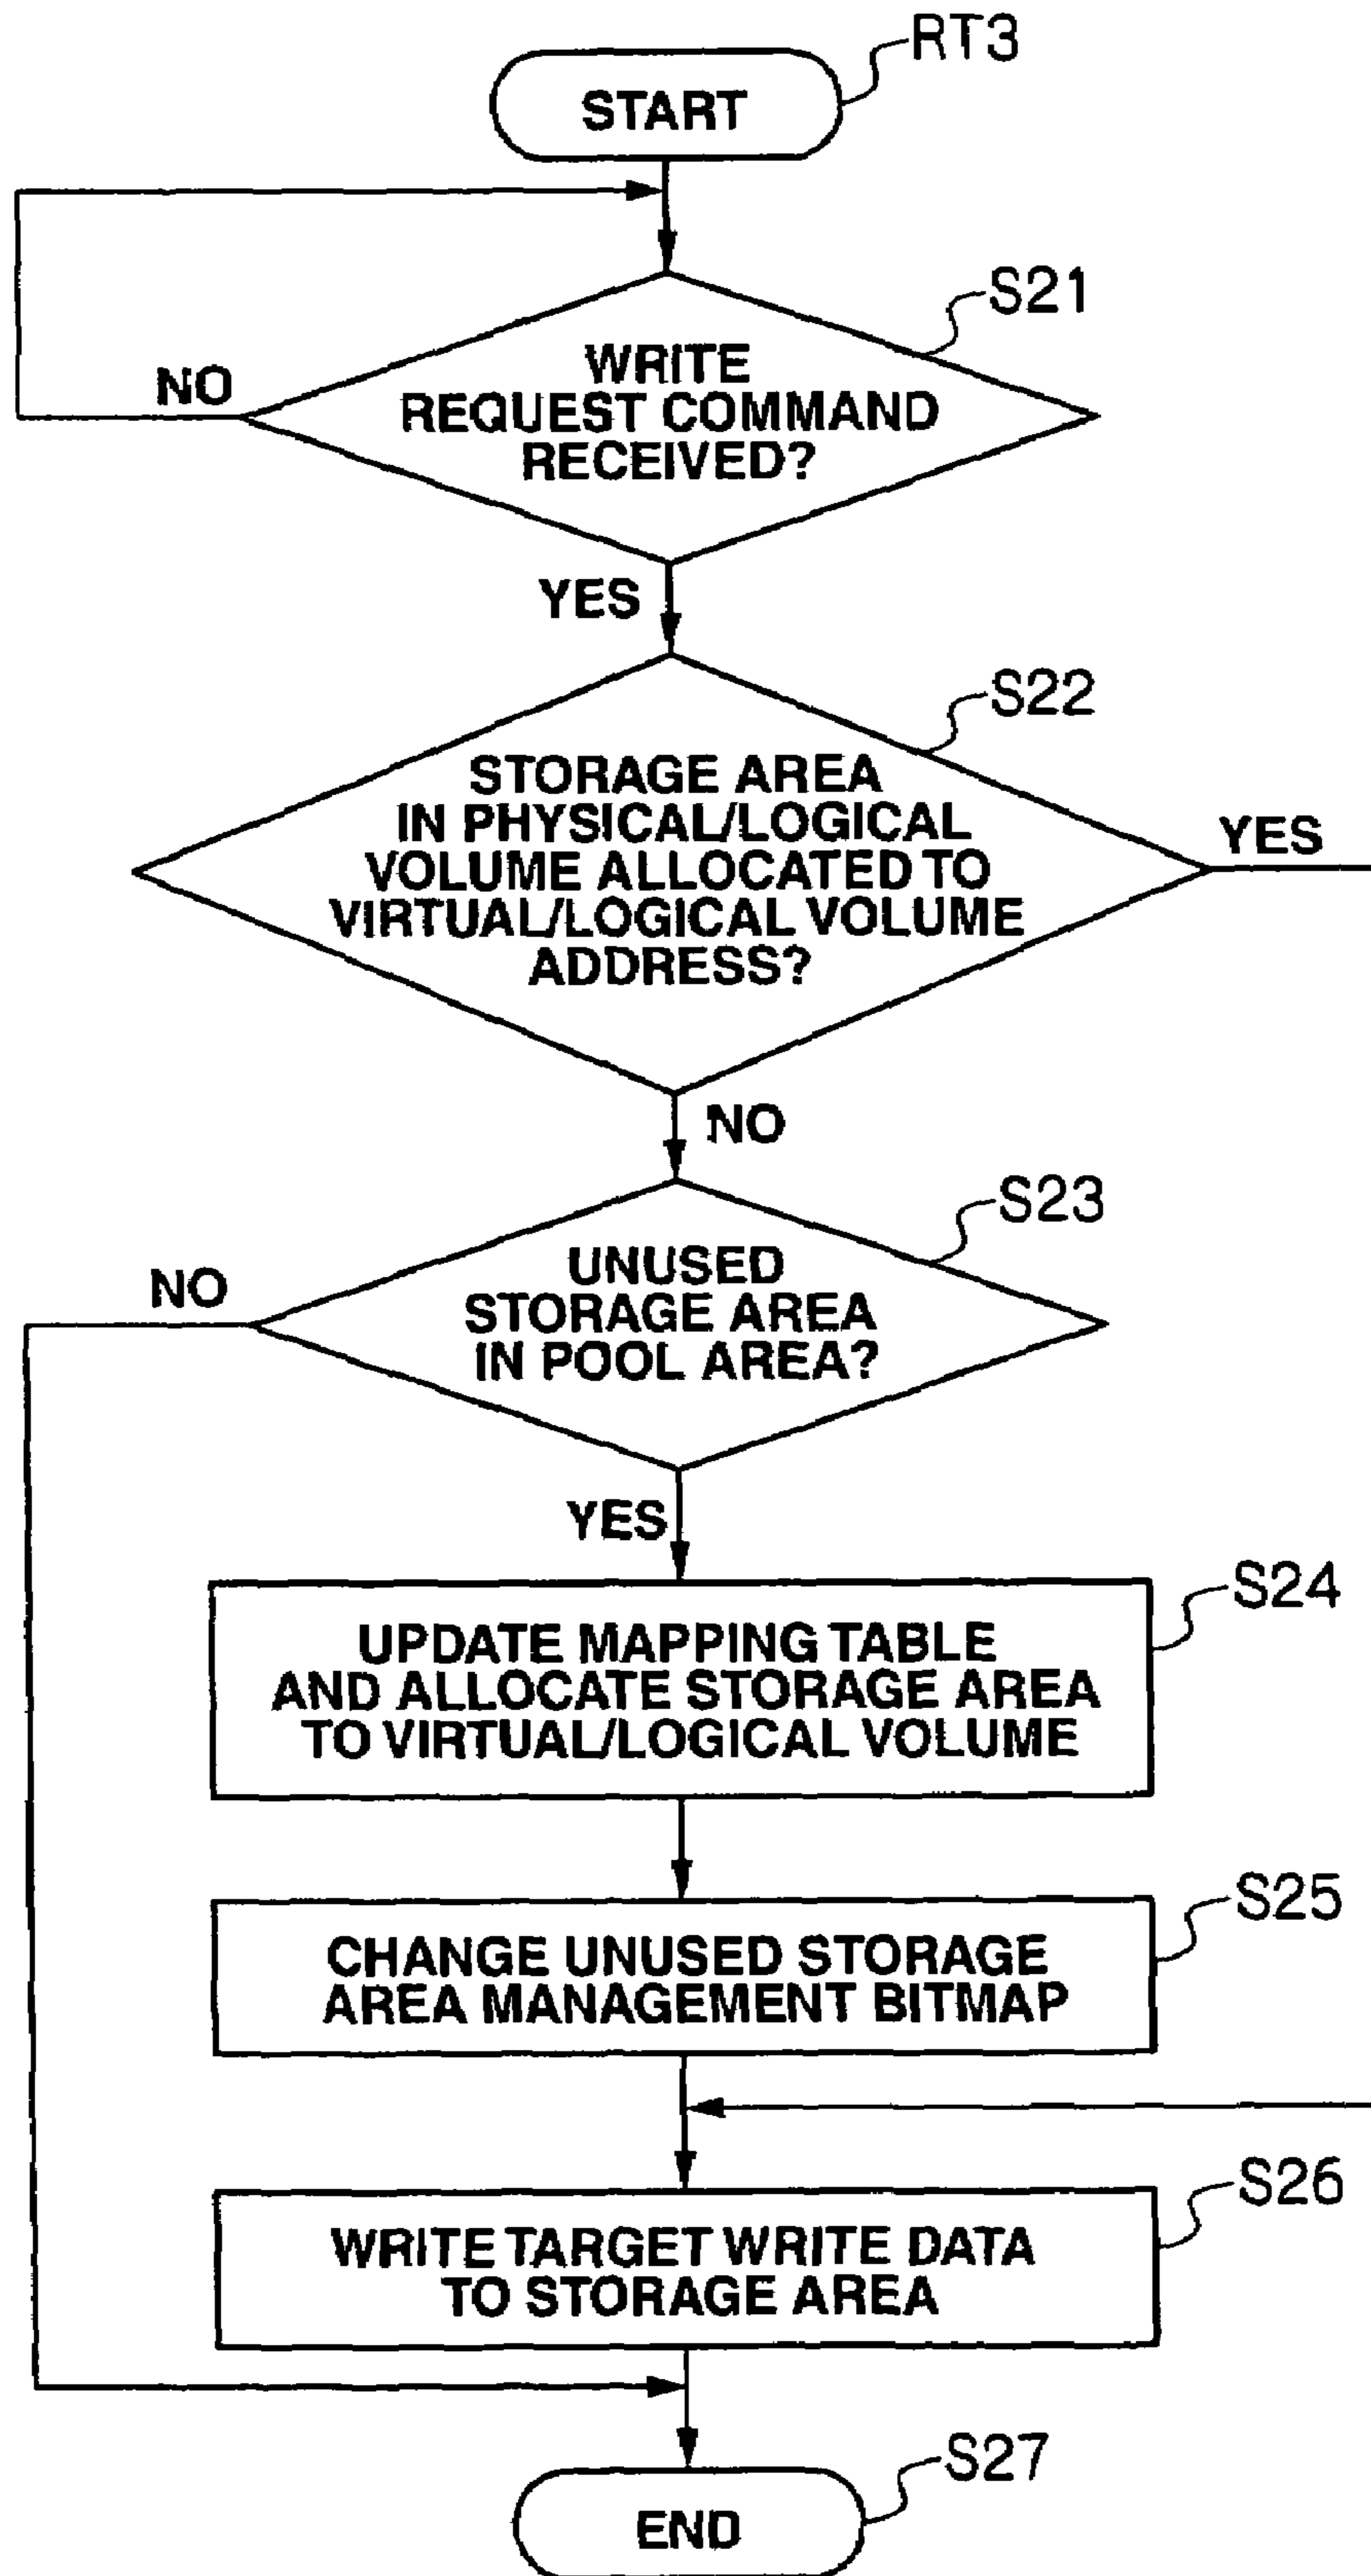 RT3
START
S21
WRITE
REQUEST COMMAND
RECEIVED?
NO
YES
S22
STORAGE AREA
IN PHYSICAL/LOGICAL
VOLUME ALLOCATED TO
VIRTUAL/LOGICAL VOLUME
ADDRESS?
YES
NO
S23
UNUSED
STORAGE AREA
IN POOL AREA?
NO
YES
S24
UPDATE MAPPING TABLE
AND ALLOCATE STORAGE AREA
TO VIRTUAL/LOGICAL VOLUME
S25
CHANGE UNUSED STORAGE
AREA MANAGEMENT BITMAP
S26
WRITE TARGET WRITE DATA
TO STORAGE AREA
S27
END